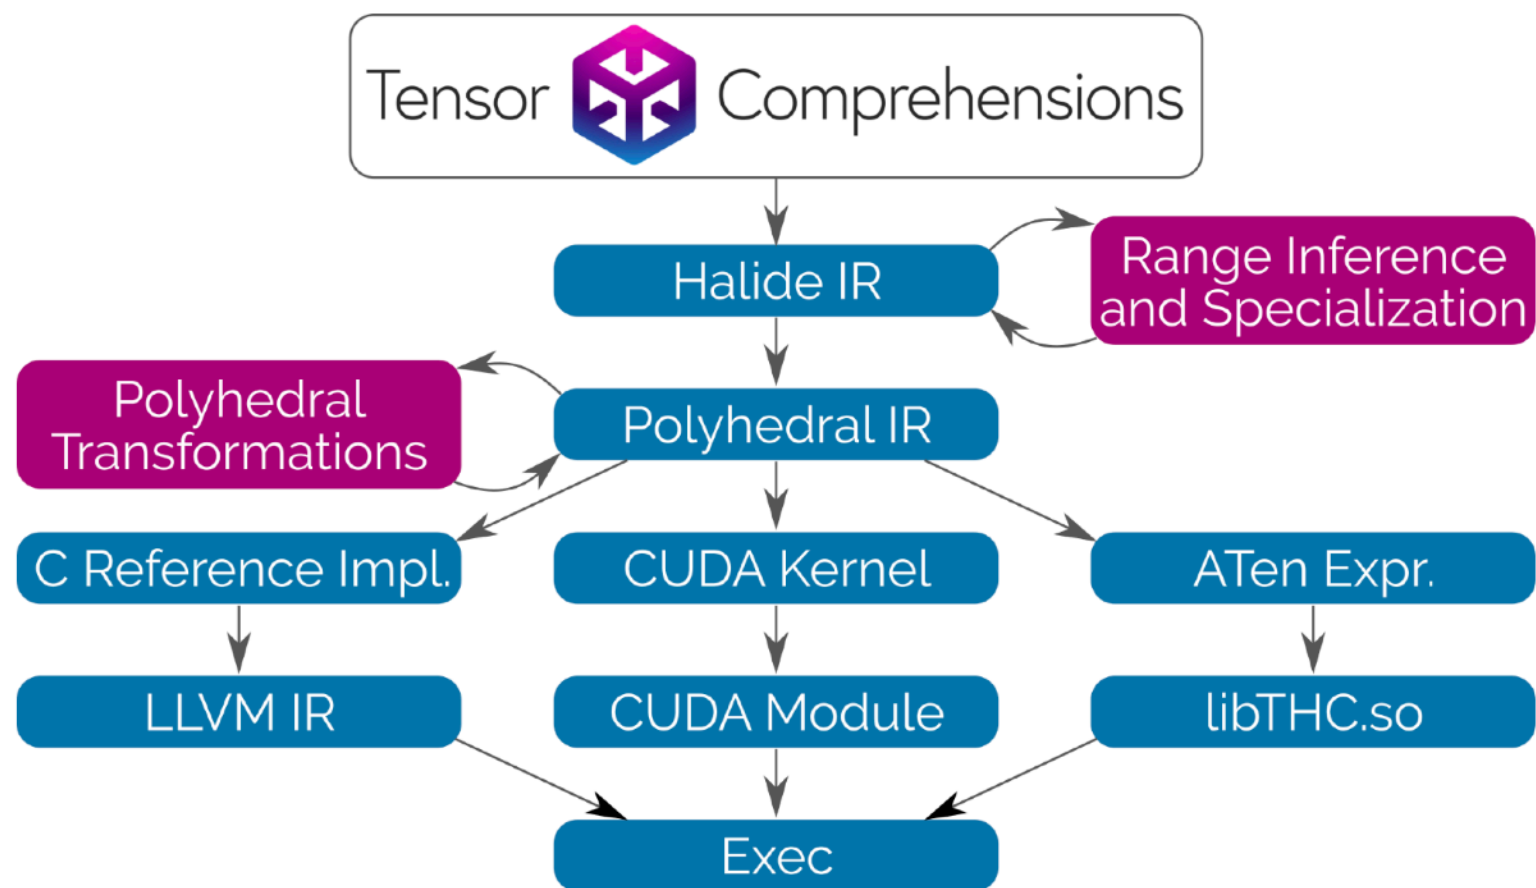 Tensor Comprehensions
Halide IR
Range Inference
and Specialization
Polyhedral
Transformations
Polyhedral IR
C Reference Impl.
CUDA Kernel
ATen Expr.
LLVM IR
CUDA Module
libTHC.so
Exec